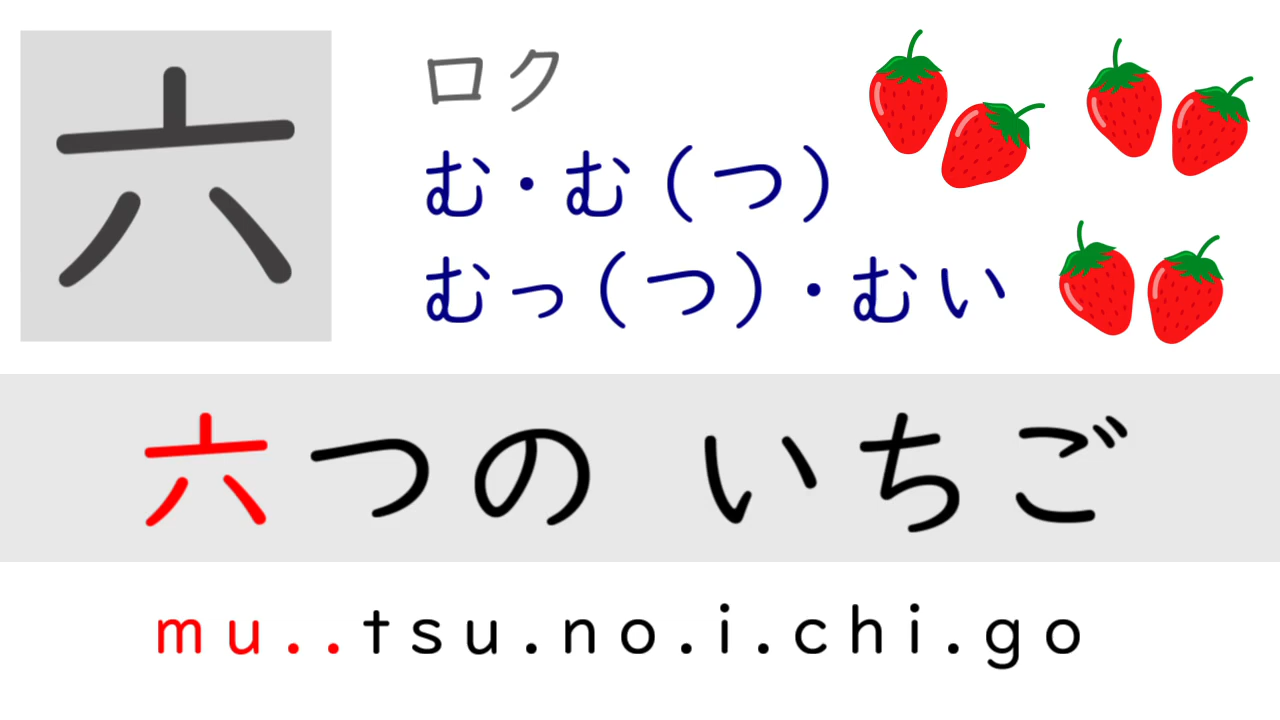 六
ロク
む・む(つ)
むっ(つ)・むい
六つの いちご
mu..tsu.no.i.chi.go